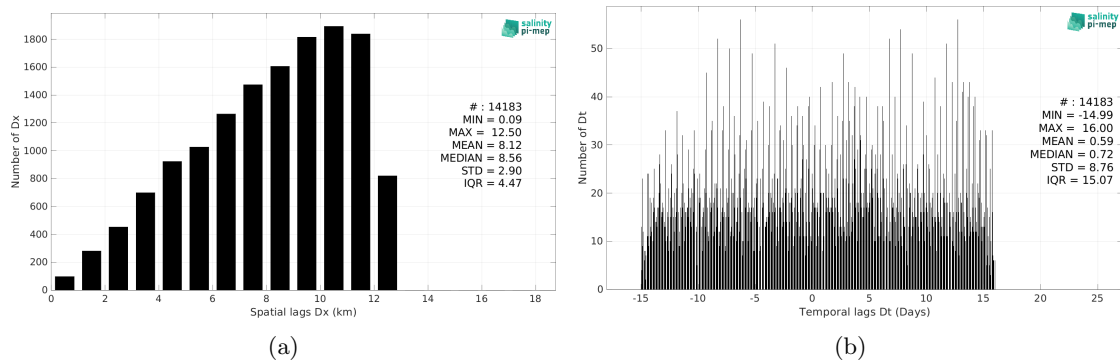 salinity
pi-mep
1800
1600
1400
1200
1000
800
600
400
200
0
Number of Dx
# : 14183
MIN = 0.09
MAX = 12.50
MEAN = 8.12
MEDIAN = 8.56
STD = 2.90
IQR = 4.47
0 2 4 6 8 10 12 14 16 18
Spatial lags Dx (km)
(a)
salinity
pi-mep
50
40
30
20
10
0
Number of Dt
# : 14183
MIN = -14.99
MAX = 16.00
MEAN = 0.59
MEDIAN = 0.72
STD = 8.76
IQR = 15.07
-15 -10 -5 0 5 10 15 20 25
Temporal lags Dt (Days)
(b)